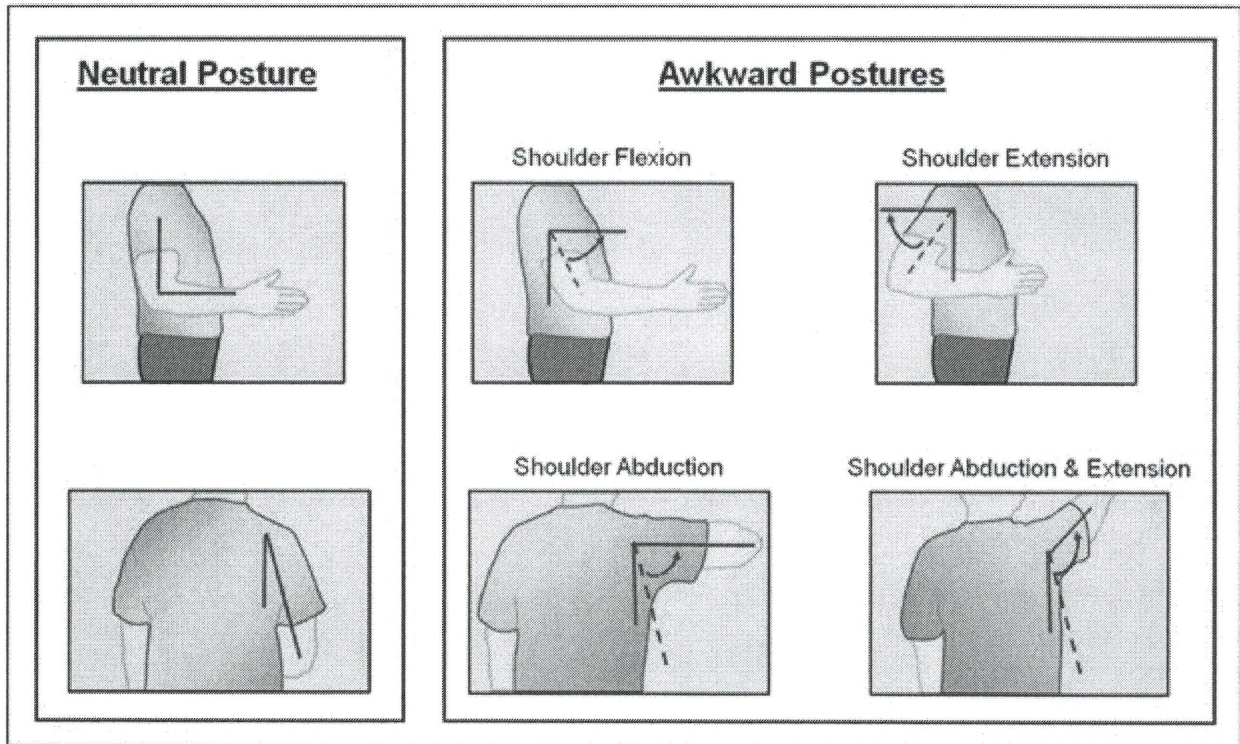 Neutral Posture
Awkward Postures
Shoulder Flexion
Shoulder Extension
Shoulder Abduction
Shoulder Abduction & Extension